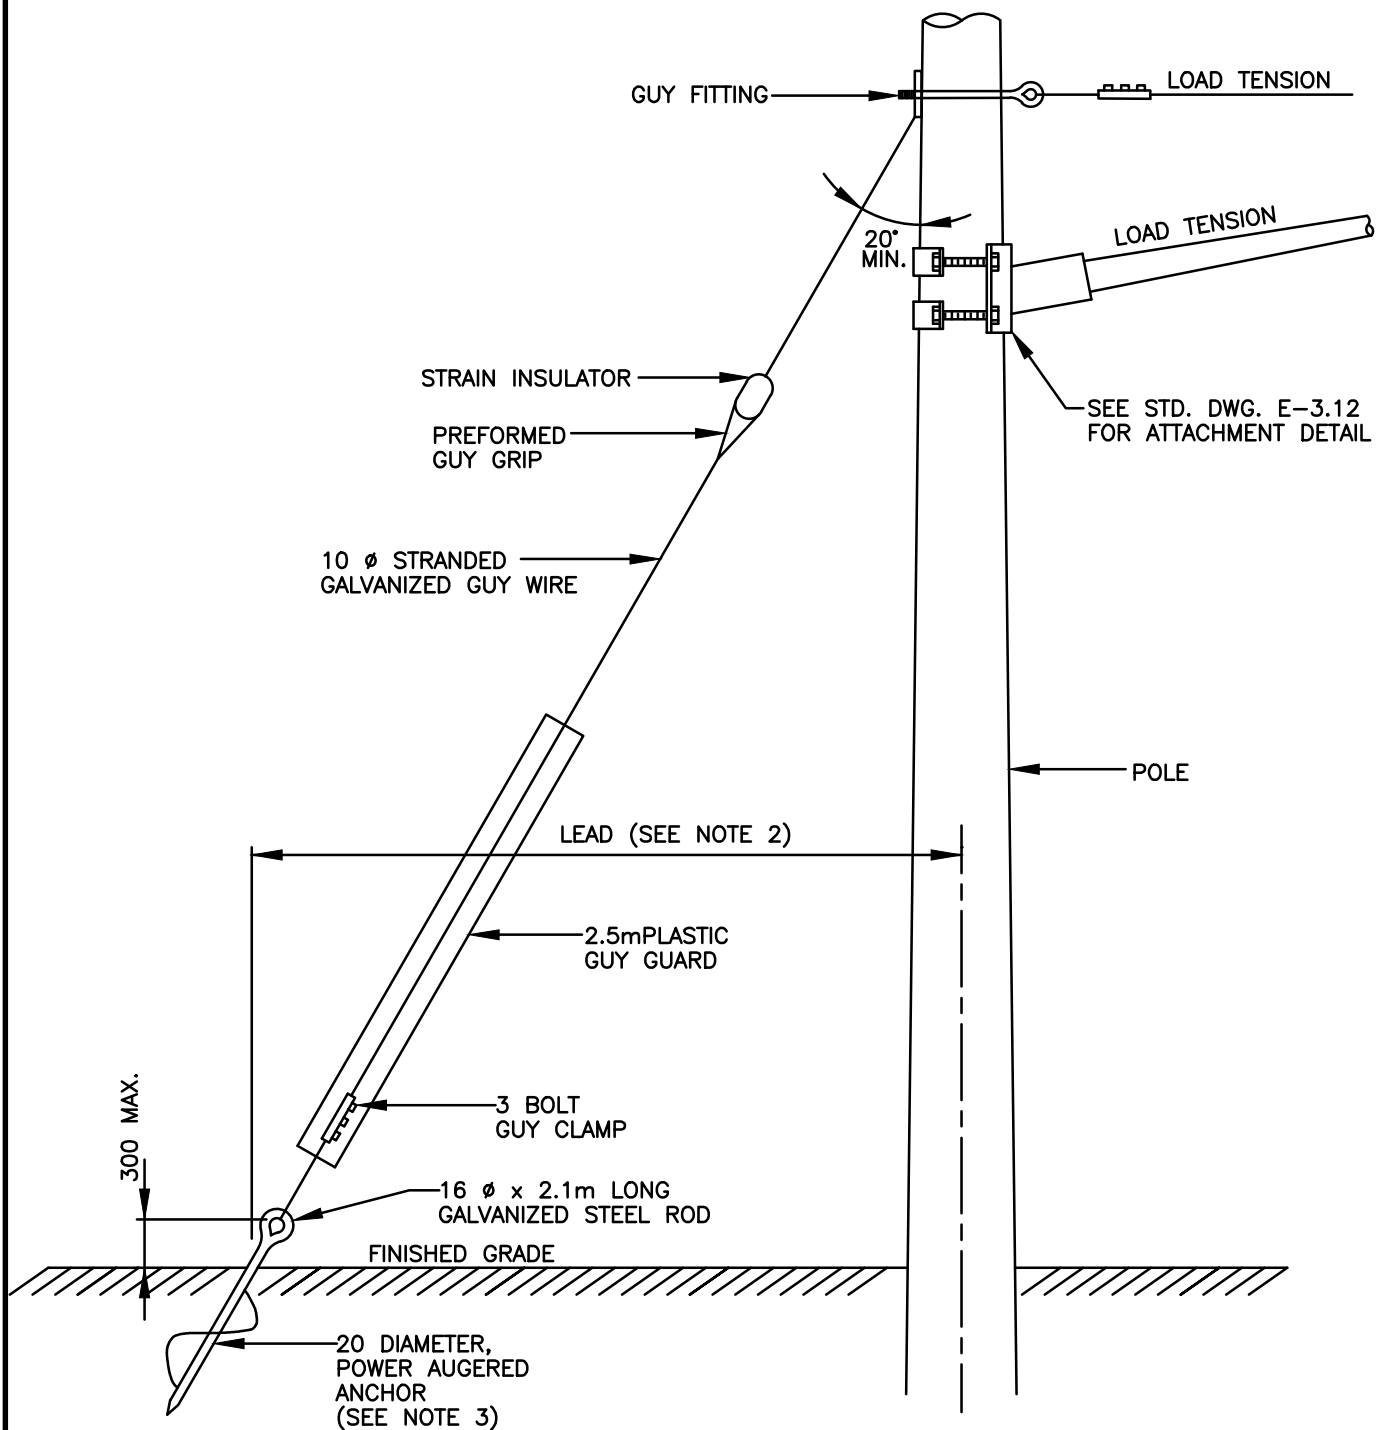 GUY FITTING
LOAD TENSION
20°
MIN.
LOAD TENSION
STRAIN INSULATOR
SEE STD. DWG. E-3.12
FOR ATTACHMENT DETAIL
PREFORMED
GUY GRIP
10 ø STRANDED
GALVANIZED GUY WIRE
POLE
LEAD (SEE NOTE 2)
2.5mPLASTIC
GUY GUARD
300 MAX.
3 BOLT
GUY CLAMP
16 ø x 2.1m LONG
GALVANIZED STEEL ROD
FINISHED GRADE
20 DIAMETER,
POWER AUGERED
ANCHOR
(SEE NOTE 3)